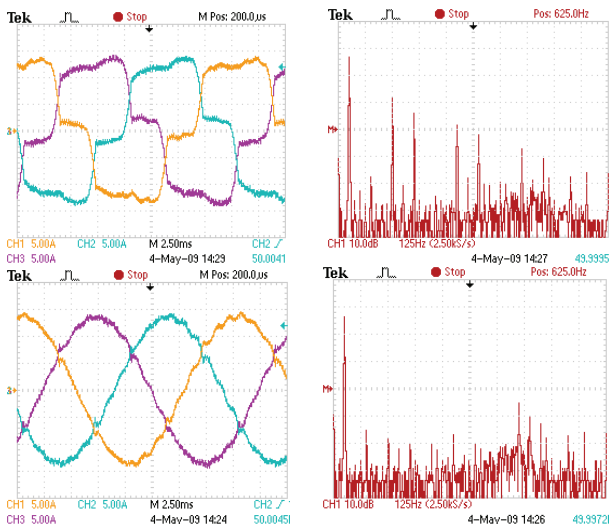 Tek Stop M Pos: 200.0µs
CH1 5.00A CH2 5.00A M 2.50ms CH2
CH3 5.00A 4-May-09 14:29 50.0041
Tek Stop Pos: 625.0Hz
M
CH1 10.0dB 125Hz (2.50kS/s)
4-May-09 14:27 49.9995
Tek Stop M Pos: 200.0µs
CH1 5.00A CH2 5.00A M 2.50ms CH2
CH3 5.00A 4-May-09 14:24 50.0045
Tek Stop Pos: 625.0Hz
M
CH1 10.0dB 125Hz (2.50kS/s)
4-May-09 14:26 49.9972